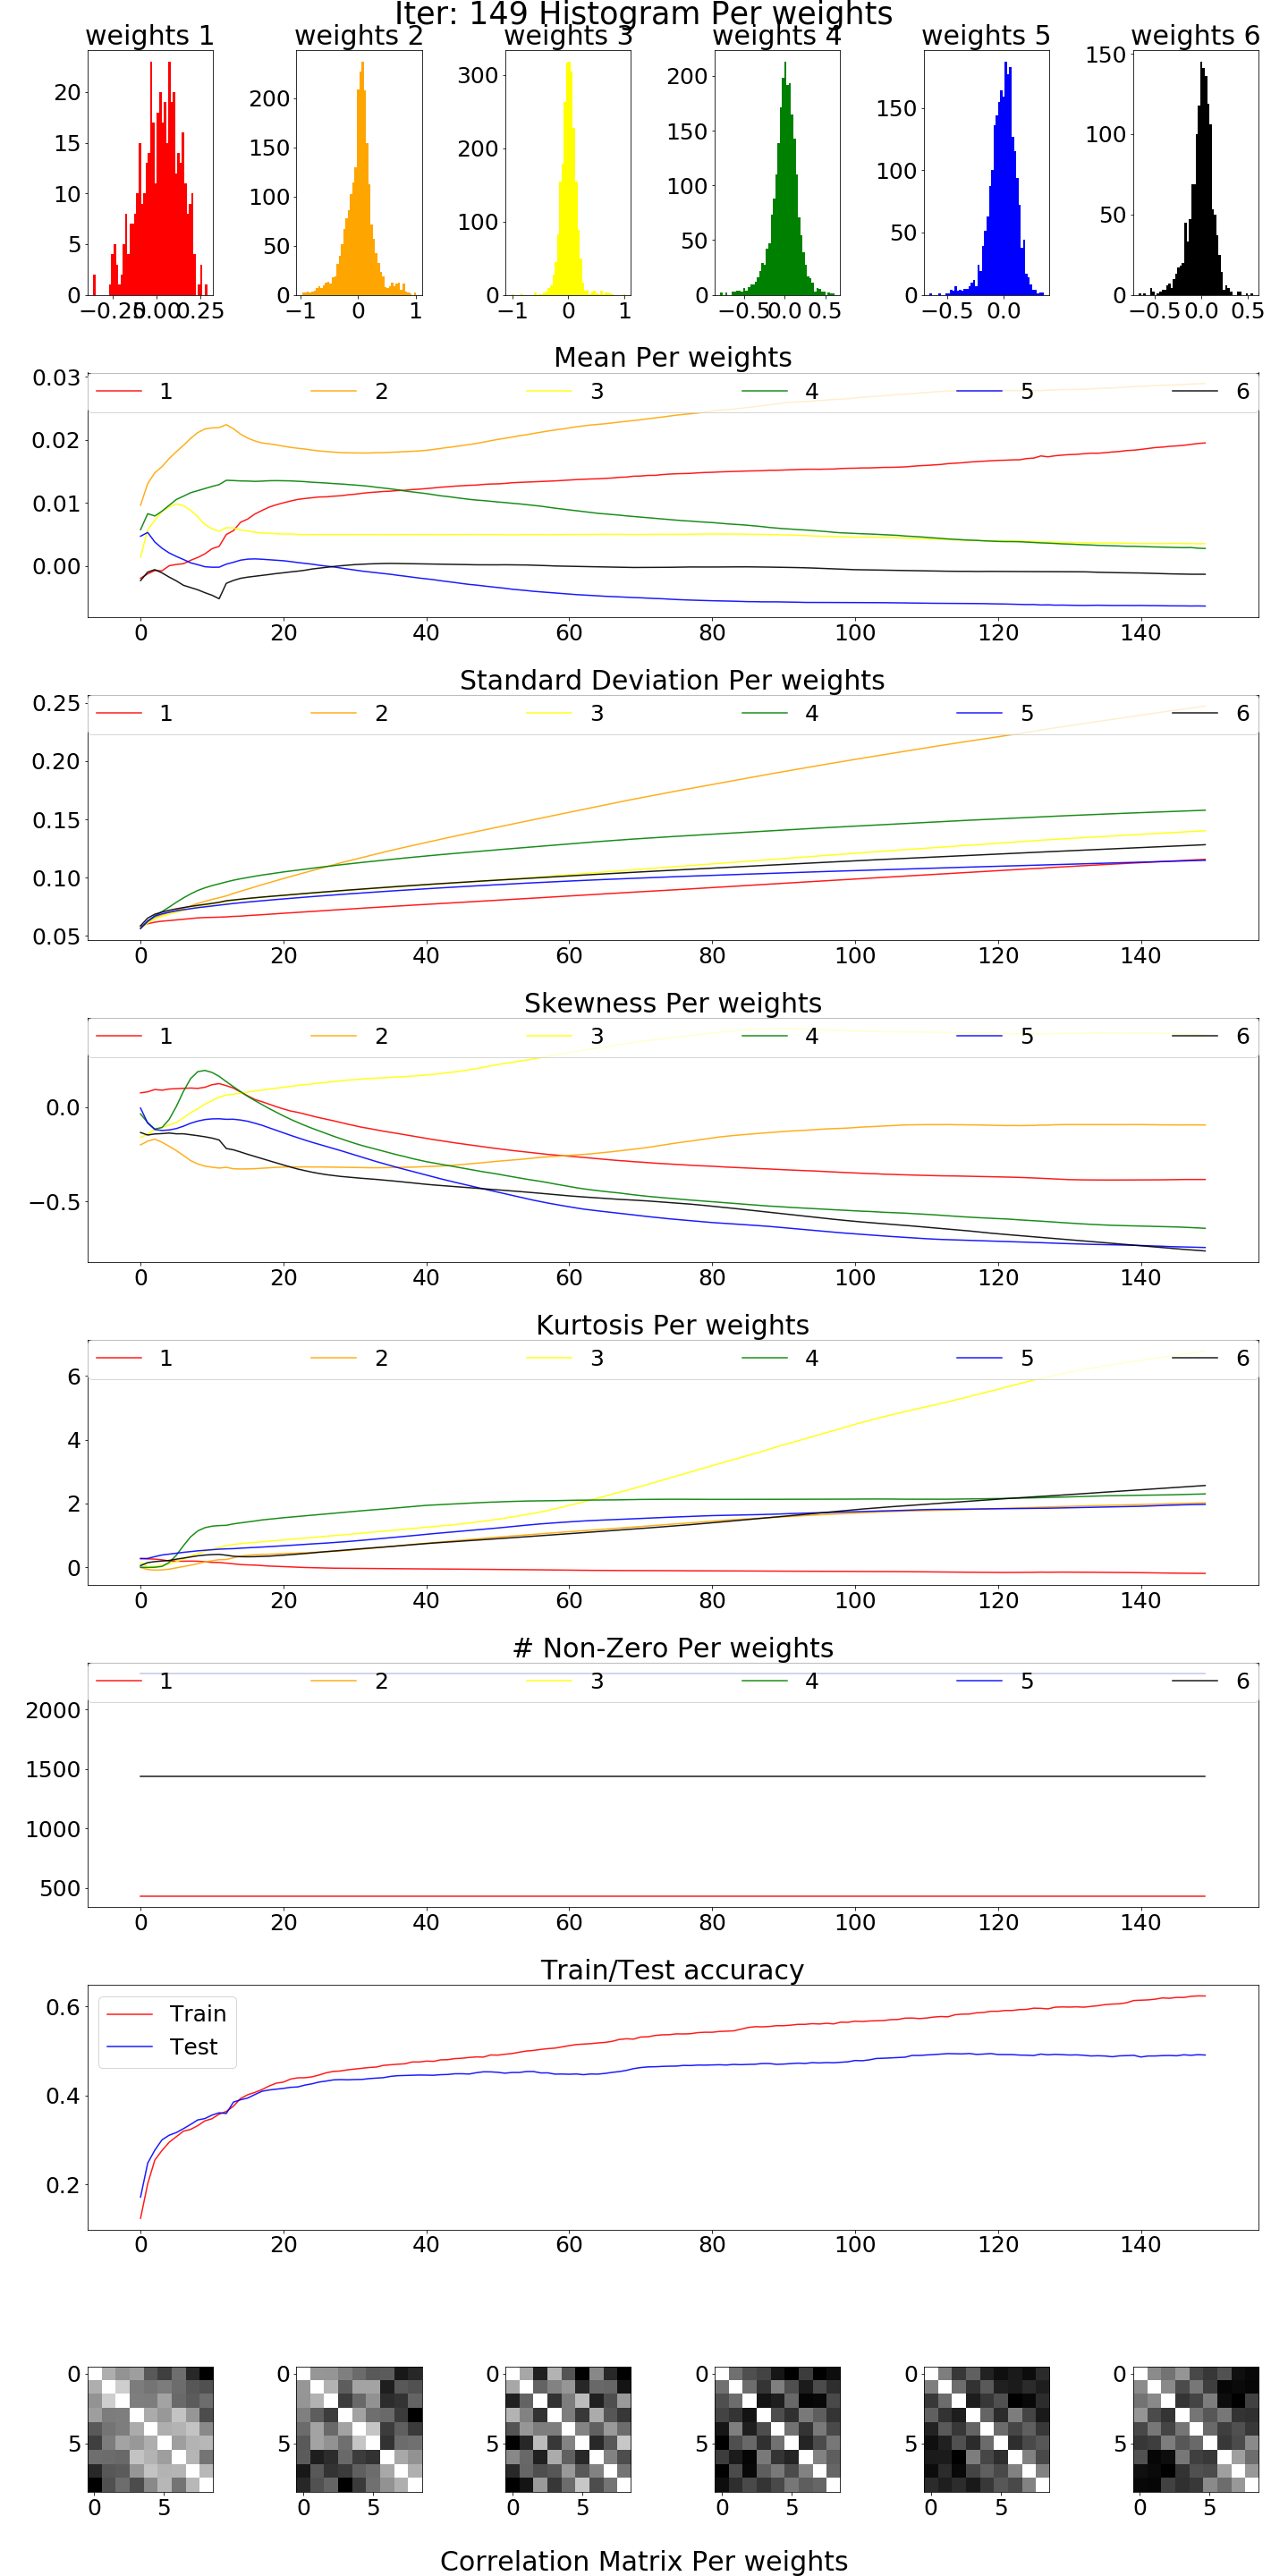 Iter: 149 Histogram Per weights
weights 1 weights 2 weights 3 weights 4 weights 5 weights 6
20 15 10 5 0
200 150 100 50 0
300 200 100 0
200 150 100 50 0
150 100 50 0
150 100 50 0
−0.25 0.00 0.25 −1 0 1 −1 0 1 −0.5 0.0 0.5 −0.5 0.0 −0.5 0.0 0.5
Mean Per weights
1 2 3 4 5 6
0.03
0.02
0.01
0.00
0 20 40 60 80 100 120 140
Standard Deviation Per weights
1 2 3 4 5 6
0.25
0.20
0.15
0.10
0.05
0 20 40 60 80 100 120 140
Skewness Per weights
1 2 3 4 5 6
0.0
−0.5
0 20 40 60 80 100 120 140
Kurtosis Per weights
1 2 3 4 5 6
6
4
2
0
0 20 40 60 80 100 120 140
# Non-Zero Per weights
1 2 3 4 5 6
2000
1500
1000
500
0 20 40 60 80 100 120 140
Train/Test accuracy
Train
Test
0.6
0.4
0.2
0 20 40 60 80 100 120 140
0 0 0 0 0 0
5 5 5 5 5 5
0 5 0 5 0 5 0 5 0 5 0 5
Correlation Matrix Per weights